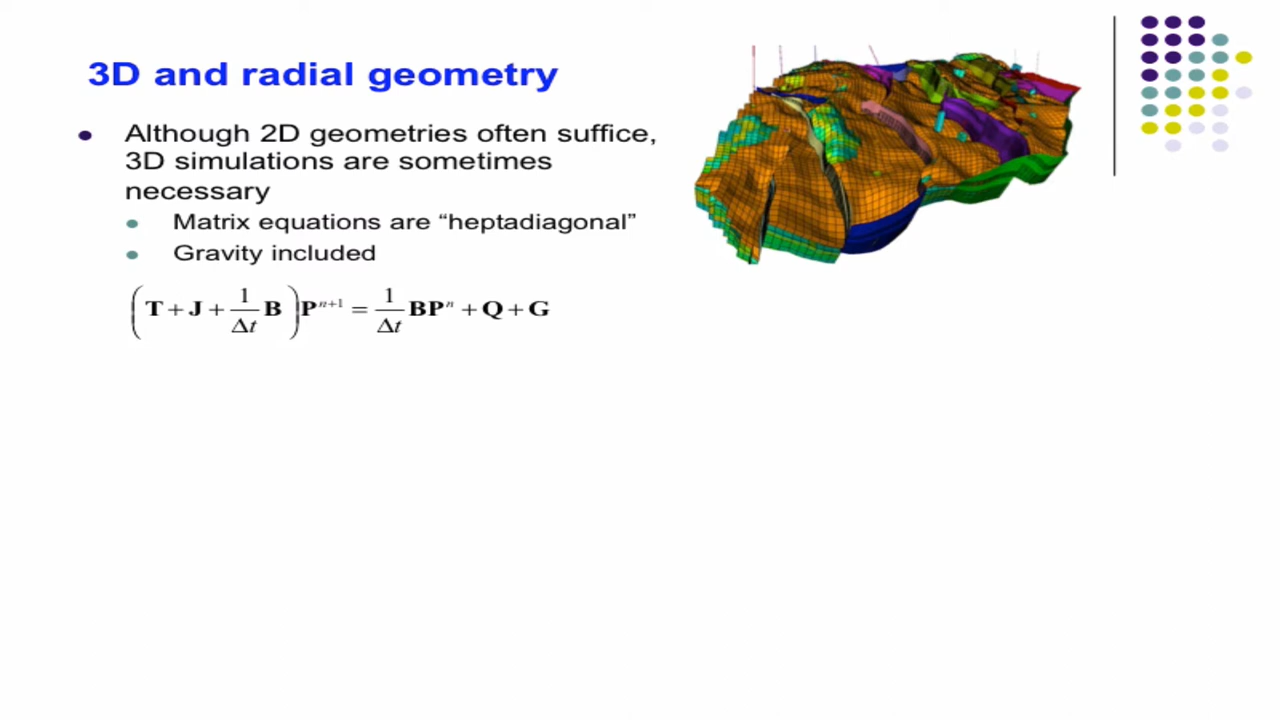 3D and radial geometry
Although 2D geometries often suffice,
3D simulations are sometimes
necessary
Matrix equations are “heptadiagonal”
Gravity included
(T + J + 1/Δt B) P^{n+1} = 1/Δt BP^n + Q + G